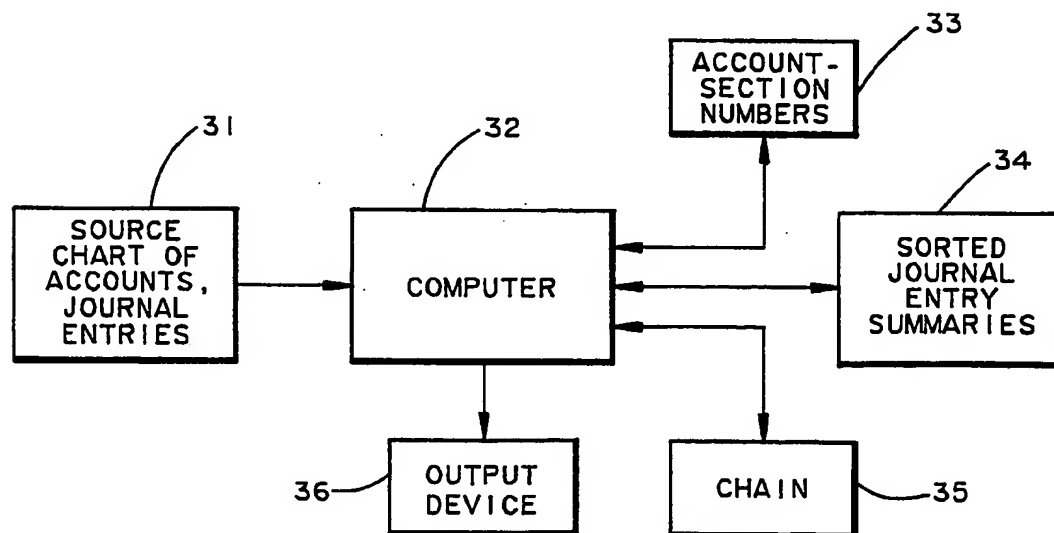 33
ACCOUNT-
SECTION
NUMBERS
31
32
34
SOURCE
CHART OF
ACCOUNTS,
JOURNAL
ENTRIES
COMPUTER
SORTED
JOURNAL
ENTRY
SUMMARIES
36
OUTPUT
DEVICE
CHAIN
35